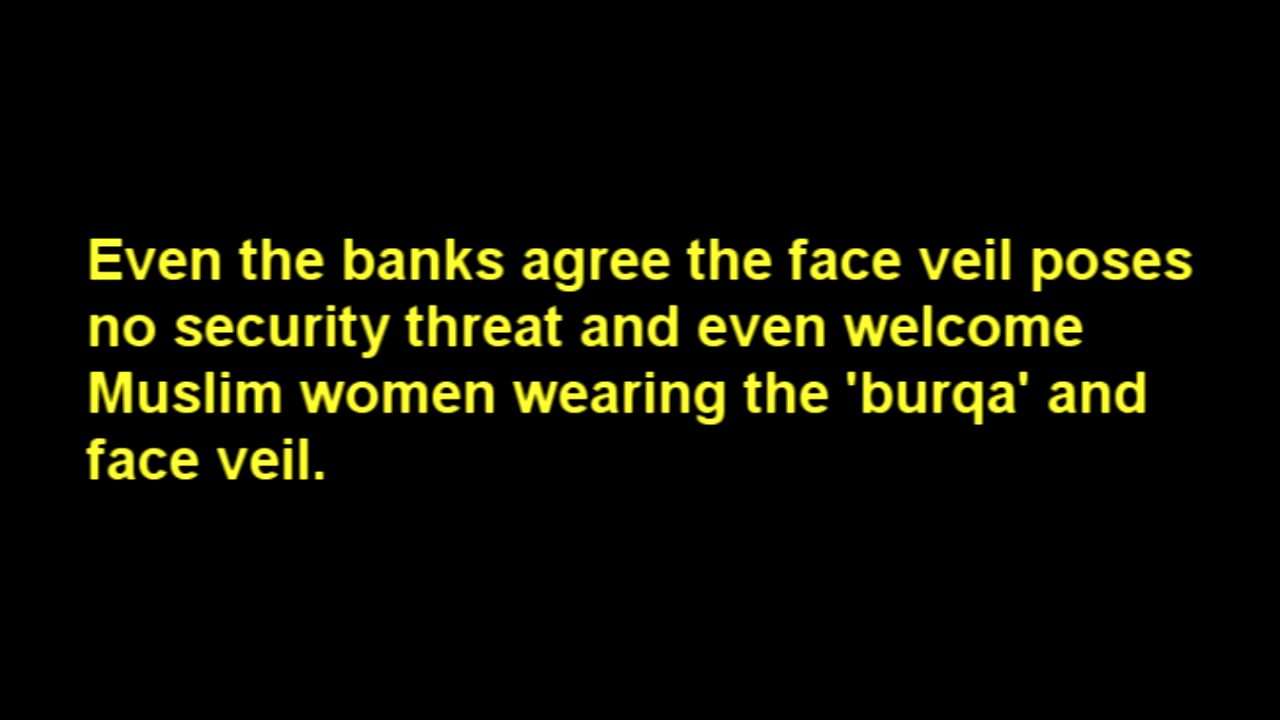 Even the banks agree the face veil poses
no security threat and even welcome
Muslim women wearing the 'burqa' and
face veil.